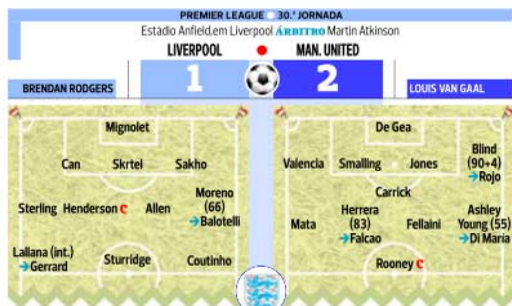 PREMIER LEAGUE 30.ª JORNADA
Estádio Anfield.em Liverpool ÁRBITRO Martin Atkinson
LIVERPOOL MAN. UNITED
1 2
BRENDAN RODGERS LOUIS VAN GAAL
Mignolet
Can Skrtel Sakho
Sterling Henderson C Allen Moreno
(66)
→Balotelli
Lallana (int.)
→Gerrard
Sturridge Coutinho
De Gea
Valencia Smalling Jones Blind
(90+4)
→Rojo
Carrick
Mata Herrera
(83)
→Falcao
Fellaini Ashley
Young (55)
→Di María
Rooney C